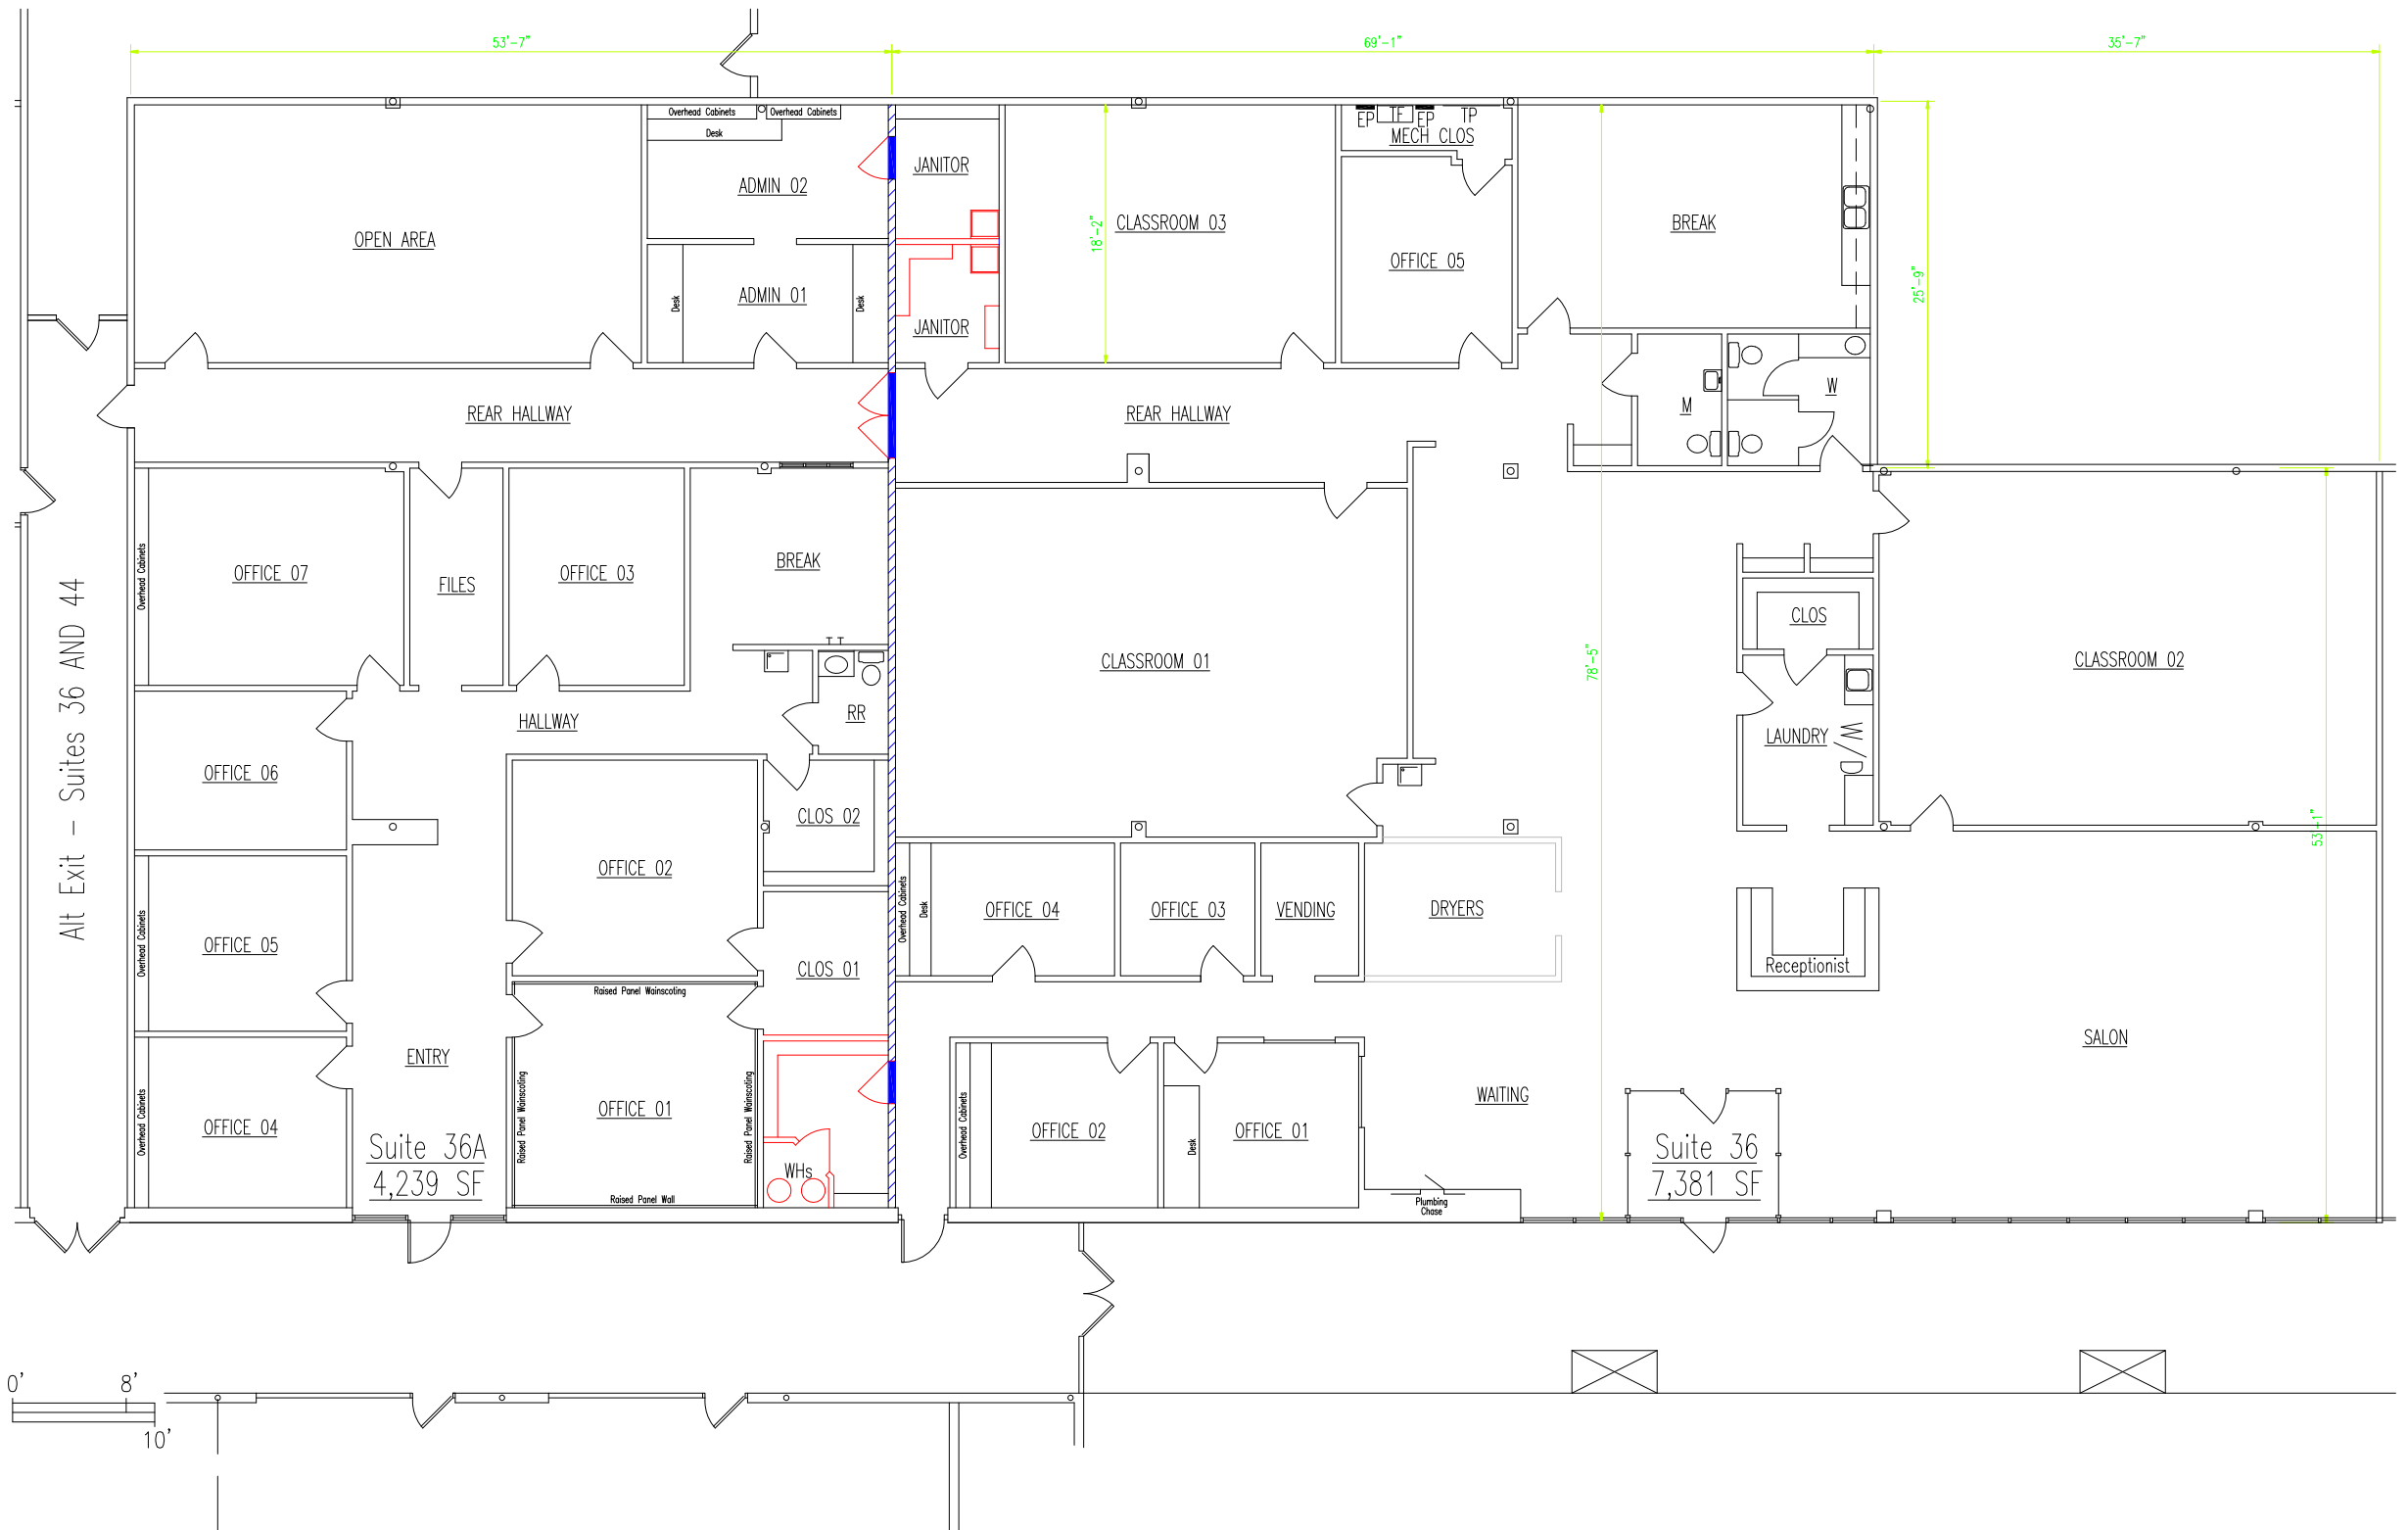 53'-7"
69'-1"
35'-7"
Overhead Cabinets
Overhead Cabinets
Desk
EP
TF
EP
TP
MECH CLOS
JANITOR
ADMIN 02
OPEN AREA
CLASSROOM 03
18'-2"
BREAK
OFFICE 05
25'-9"
Desk
ADMIN 01
Desk
JANITOR
REAR HALLWAY
REAR HALLWAY
M
W
Alt Exit - Suites 36 AND 44
Overhead Cabinets
OFFICE 07
FILES
OFFICE 03
BREAK
CLASSROOM 01
78'-5"
CLOS
CLASSROOM 02
HALLWAY
RR
LAUNDRY
W/D
OFFICE 06
CLOS 02
53'-1"
OFFICE 02
Overhead Cabinets
OFFICE 05
Overhead Cabinets
Desk
OFFICE 04
OFFICE 03
VENDING
DRYERS
CLOS 01
Receptionist
Raised Panel Wainscoting
ENTRY
SALON
Overhead Cabinets
OFFICE 04
Raised Panel Wainscoting
OFFICE 01
Raised Panel Wainscoting
Overhead Cabinets
OFFICE 02
Desk
OFFICE 01
WAITING
Suite 36A
4,239 SF
Suite 36
7,381 SF
WHs
Raised Panel Wall
Plumbing
Chase
0'
8'
10'